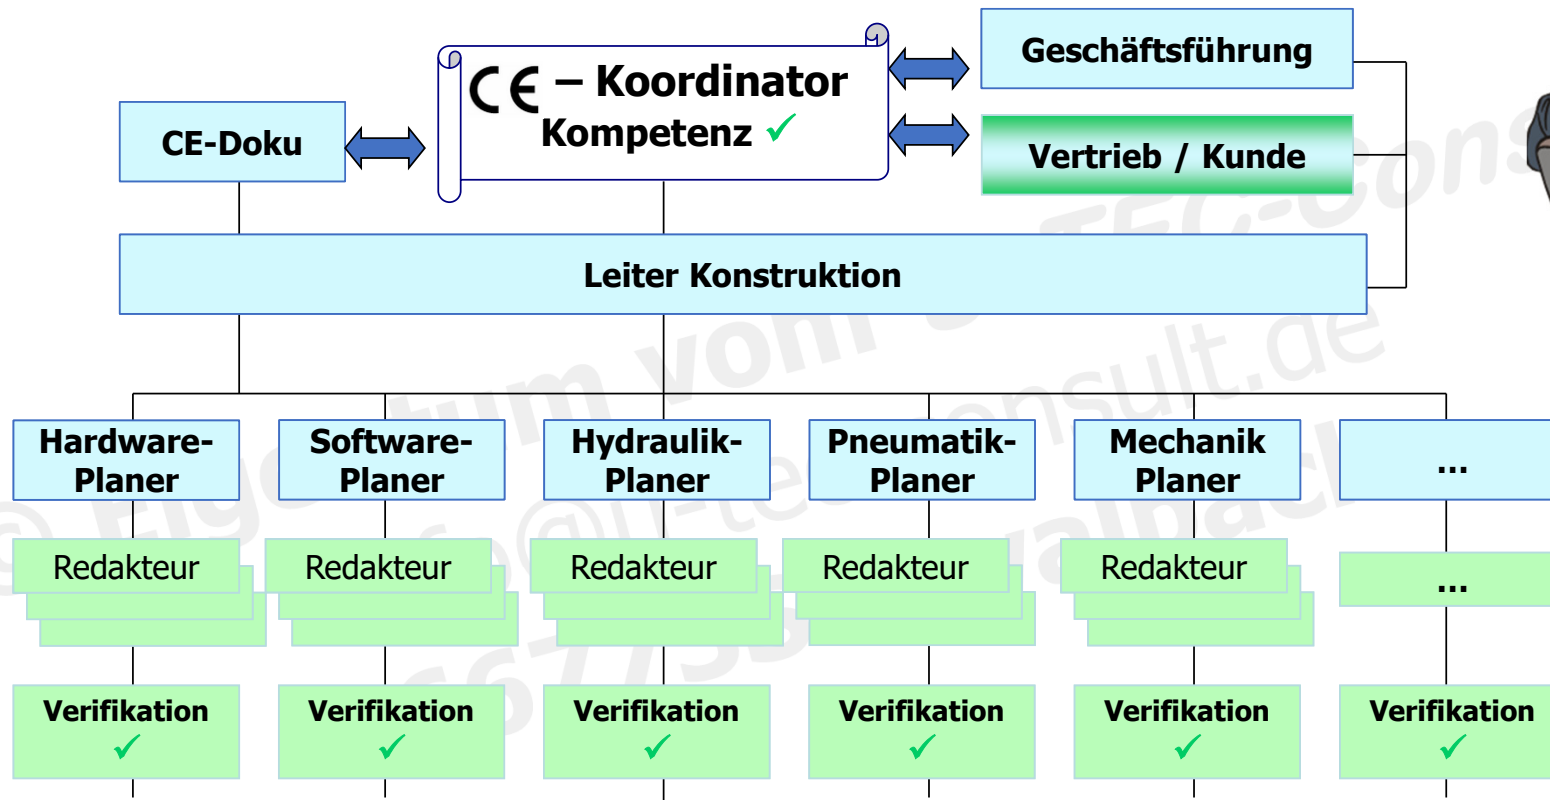 Geschäftsführung
CE – Koordinator
Kompetenz ✓
CE-Doku
Vertrieb / Kunde
Leiter Konstruktion
Hardware-
Planer
Software-
Planer
Hydraulik-
Planer
Pneumatik-
Planer
Mechanik
Planer
...
Redakteur
Redakteur
Redakteur
Redakteur
Redakteur
...
Verifikation
✓
Verifikation
✓
Verifikation
✓
Verifikation
✓
Verifikation
✓
Verifikation
✓